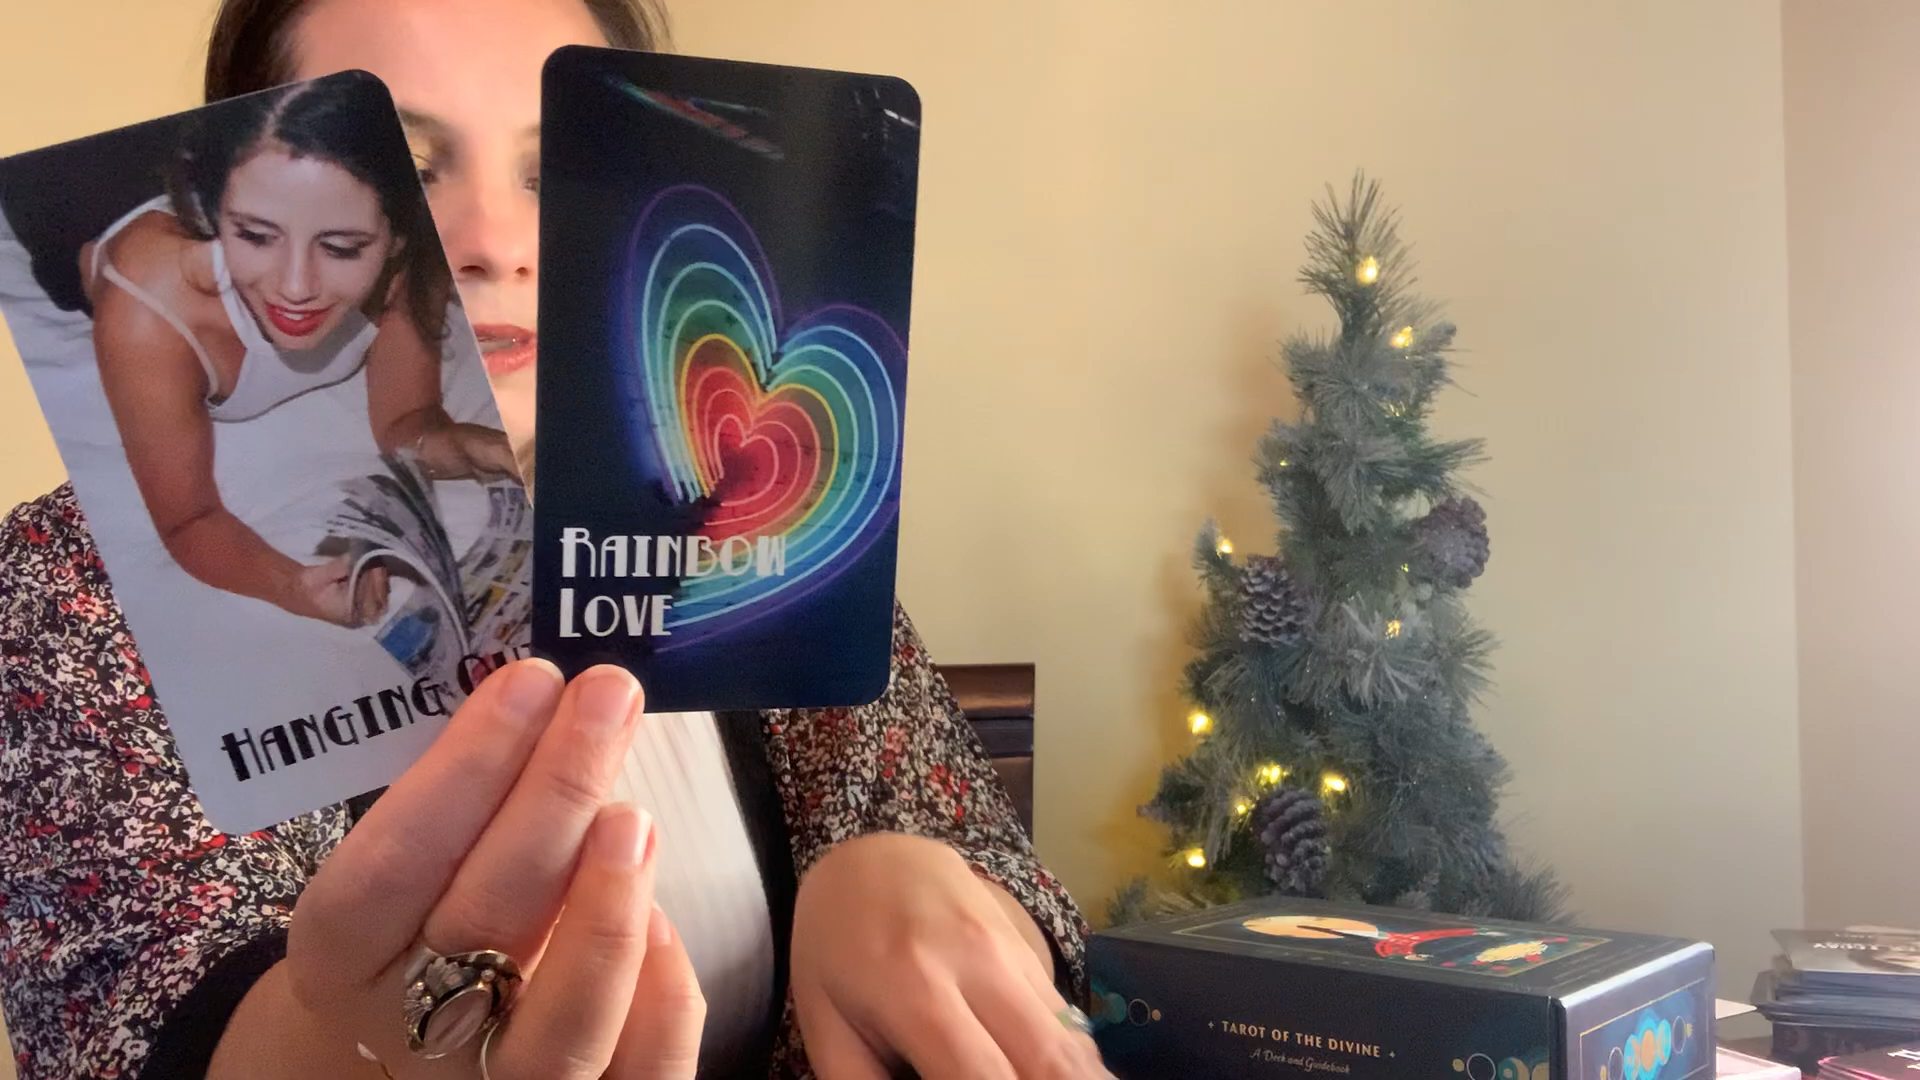 HANGING
RAINBOW
LOVE
TAROT OF THE DIVINE
A Deck and Guidebook